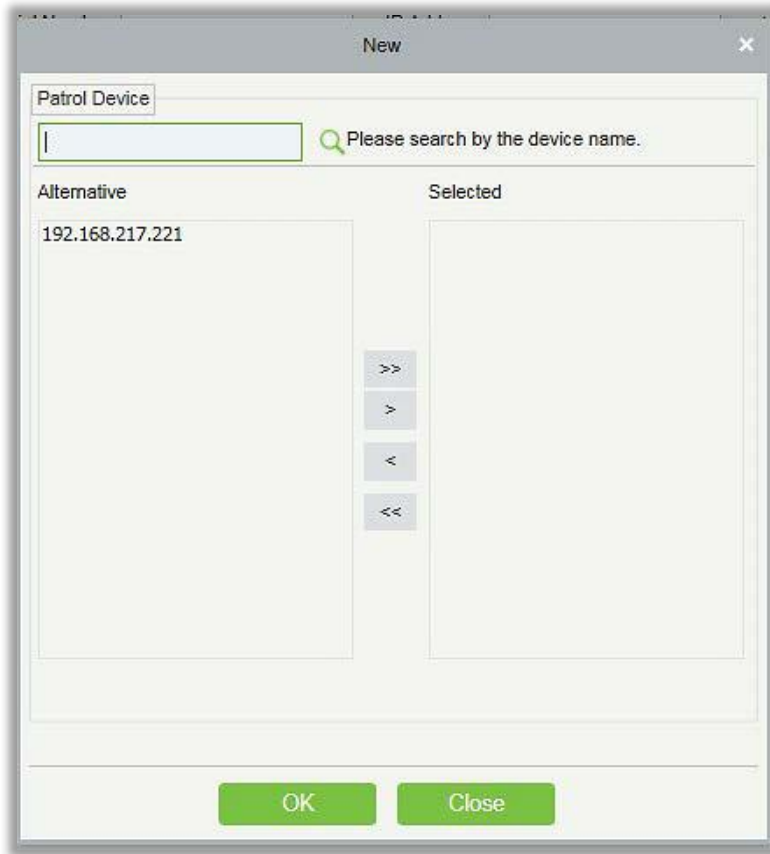 New
×
Patrol Device
Please search by the device name.
Alternative Selected
192.168.217.221
>>
>
<
<<
OK Close